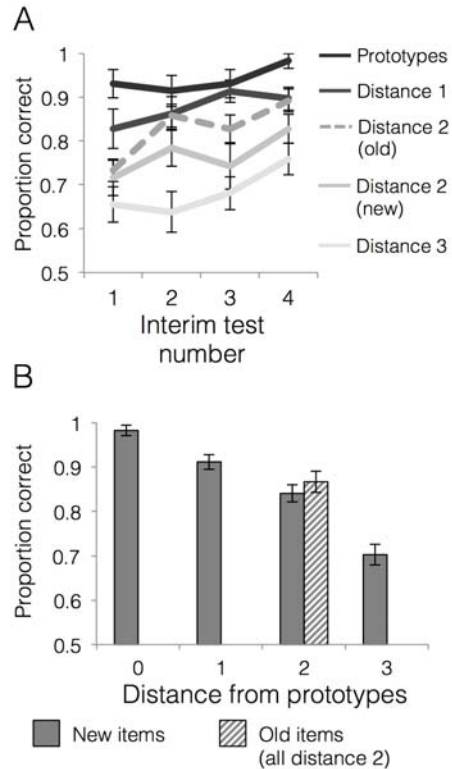 A
Proportion correct
1
0.9
0.8
0.7
0.6
0.5
1 2 3 4
Interim test
number
Prototypes
Distance 1
Distance 2
(old)
Distance 2
(new)
Distance 3
B
Proportion correct
1
0.9
0.8
0.7
0.6
0.5
0 1 2 3
Distance from prototypes
New items
Old items
(all distance 2)